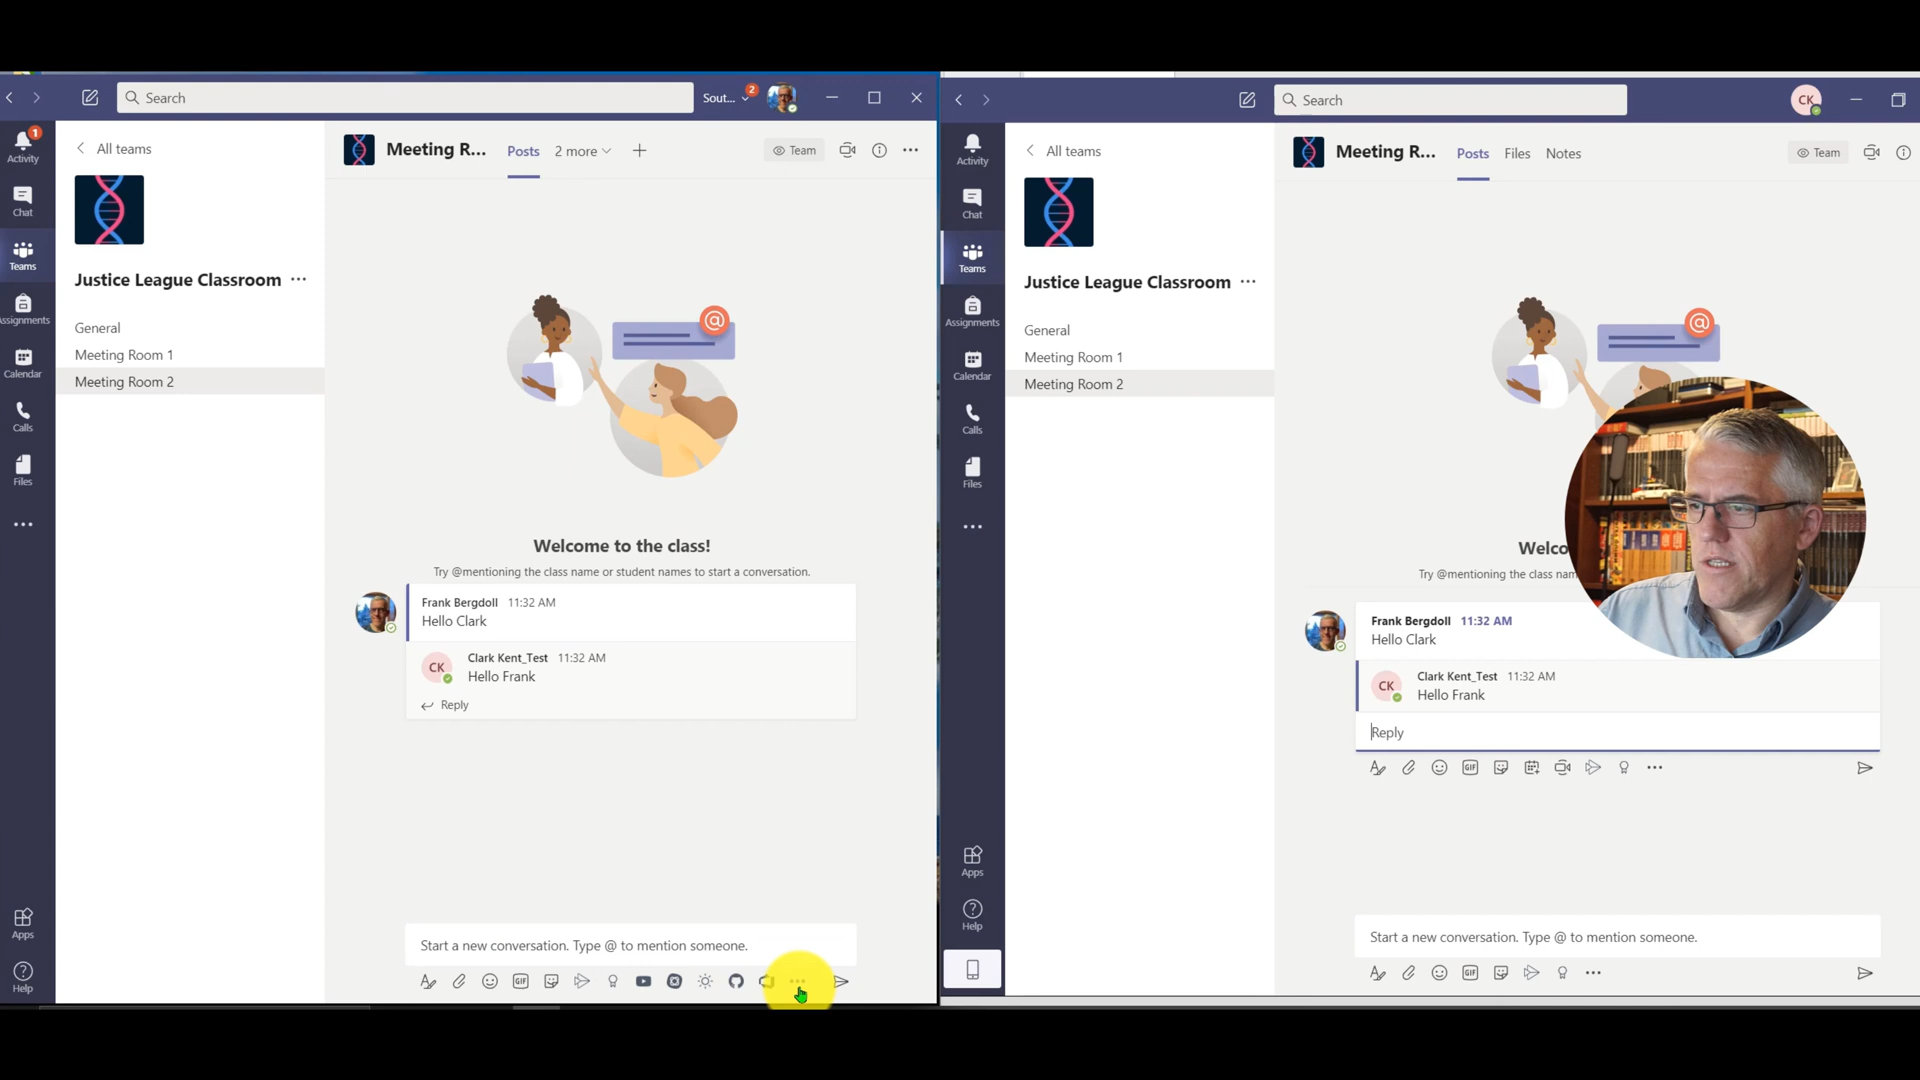 Search
Sout...
2
1
Activity
Chat
Teams
Assignments
Calendar
Calls
Files
Apps
Help
All teams
Justice League Classroom
General
Meeting Room 1
Meeting Room 2
Meeting R...
Posts
2 more
Team
@
Welcome to the class!
Try @mentioning the class name or student names to start a conversation.
Frank Bergdoll 11:32 AM
Hello Clark
CK
Clark Kent_Test 11:32 AM
Hello Frank
Reply
Start a new conversation. Type @ to mention someone.
GIF
Search
CK
Activity
Chat
Teams
Assignments
Calendar
Calls
Files
Apps
Help
All teams
Justice League Classroom
General
Meeting Room 1
Meeting Room 2
Meeting R...
Posts
Files
Notes
Team
@
Welco
Try @mentioning the class nam
Frank Bergdoll 11:32 AM
Hello Clark
CK
Clark Kent_Test 11:32 AM
Hello Frank
Reply
GIF
Start a new conversation. Type @ to mention someone.
GIF